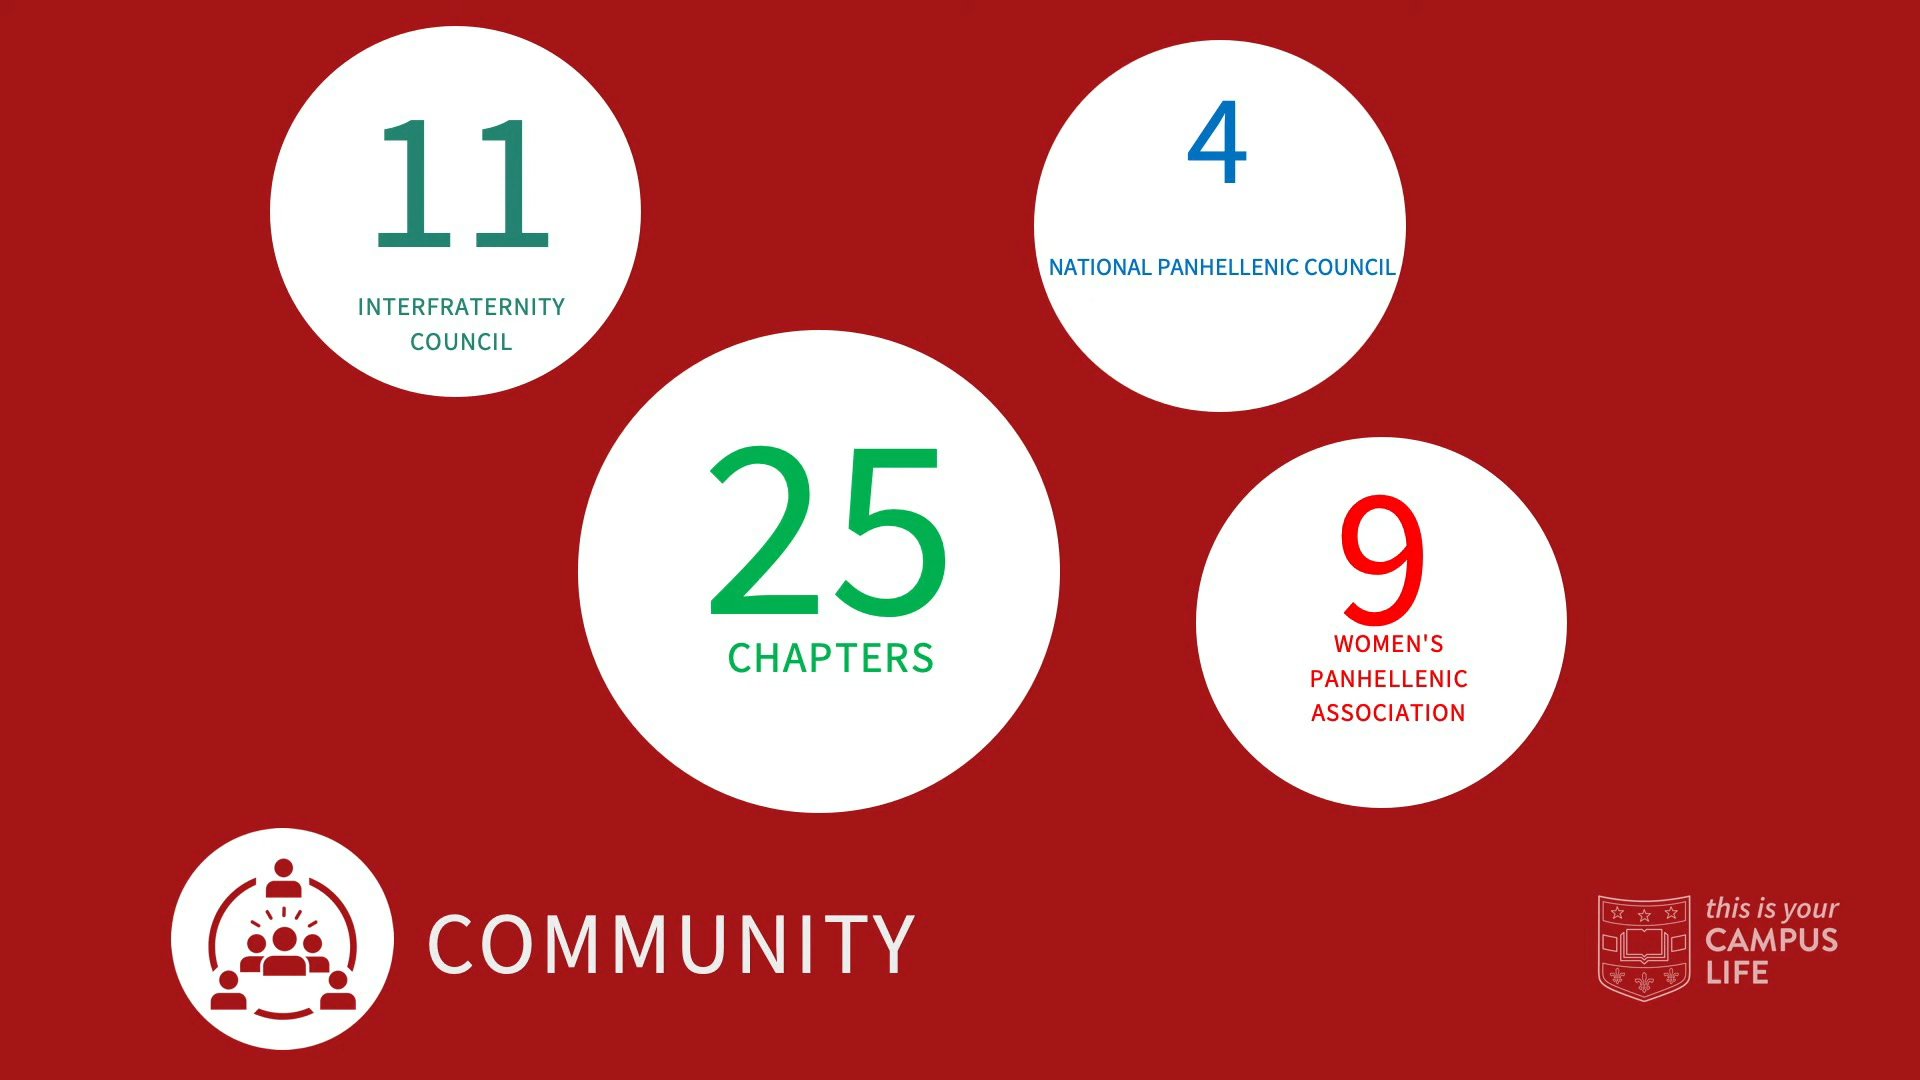 11
INTERFRATERNITY
COUNCIL
4
NATIONAL PANHELLENIC COUNCIL
25
CHAPTERS
9
WOMEN'S
PANHELLENIC
ASSOCIATION
COMMUNITY
this is your
CAMPUS
LIFE